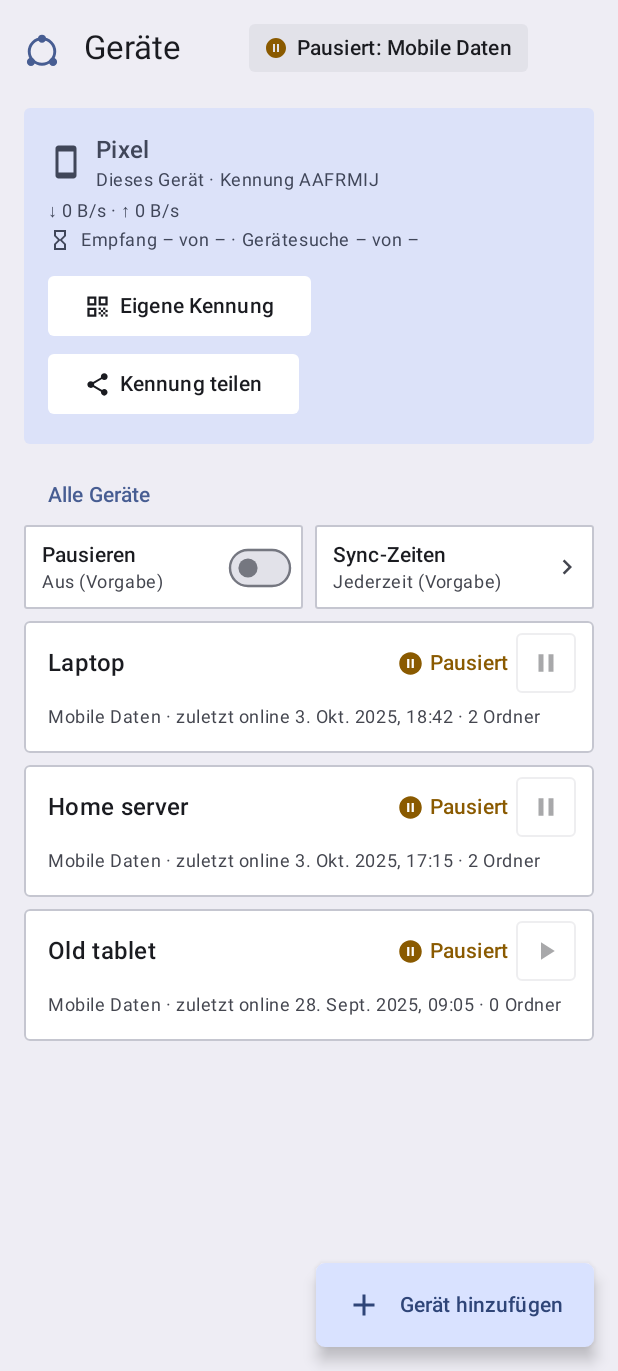 Geräte
Pausiert: Mobile Daten
Pixel
Dieses Gerät · Kennung AAFRMIJ
↓ 0 B/s · ↑ 0 B/s
Empfang – von – · Gerätesuche – von –
Eigene Kennung
Kennung teilen
Alle Geräte
Pausieren
Aus (Vorgabe)
Sync-Zeiten
Jederzeit (Vorgabe)
Laptop
Pausiert
Mobile Daten · zuletzt online 3. Okt. 2025, 18:42 · 2 Ordner
Home server
Pausiert
Mobile Daten · zuletzt online 3. Okt. 2025, 17:15 · 2 Ordner
Old tablet
Pausiert
Mobile Daten · zuletzt online 28. Sept. 2025, 09:05 · 0 Ordner
Gerät hinzufügen